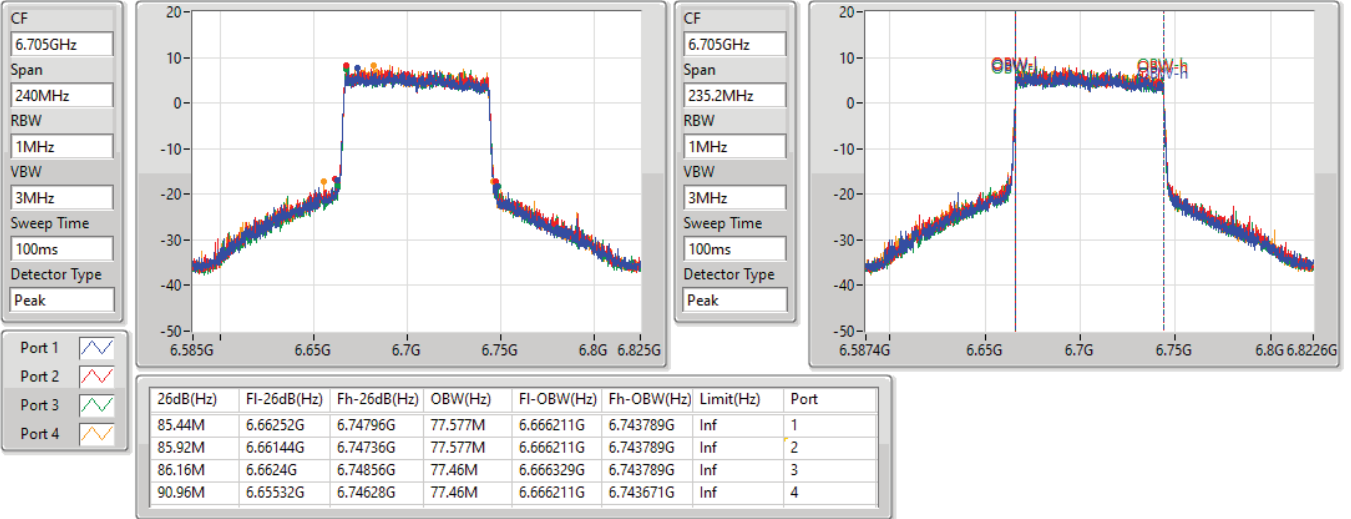 CF
6.705GHz
Span
240MHz
RBW
1MHz
VBW
3MHz
Sweep Time
100ms
Detector Type
Peak
20
10
0
-10
-20
-30
-40
-50
6.585G 6.65G 6.7G 6.75G 6.8G 6.825G
CF
6.705GHz
Span
235.2MHz
RBW
1MHz
VBW
3MHz
Sweep Time
100ms
Detector Type
Peak
20
10
0
-10
-20
-30
-40
-50
OBW-l OBW-h
6.5874G 6.65G 6.7G 6.75G 6.8G 6.8226G
Port 1
Port 2
Port 3
Port 4
26dB(Hz) Fl-26dB(Hz) Fh-26dB(Hz) OBW(Hz) Fl-OBW(Hz) Fh-OBW(Hz) Limit(Hz) Port
85.44M 6.66252G 6.74796G 77.577M 6.666211G 6.743789G Inf 1
85.92M 6.66144G 6.74736G 77.577M 6.666211G 6.743789G Inf 2
86.16M 6.6624G 6.74856G 77.46M 6.666329G 6.743789G Inf 3
90.96M 6.65532G 6.74628G 77.46M 6.666211G 6.743671G Inf 4